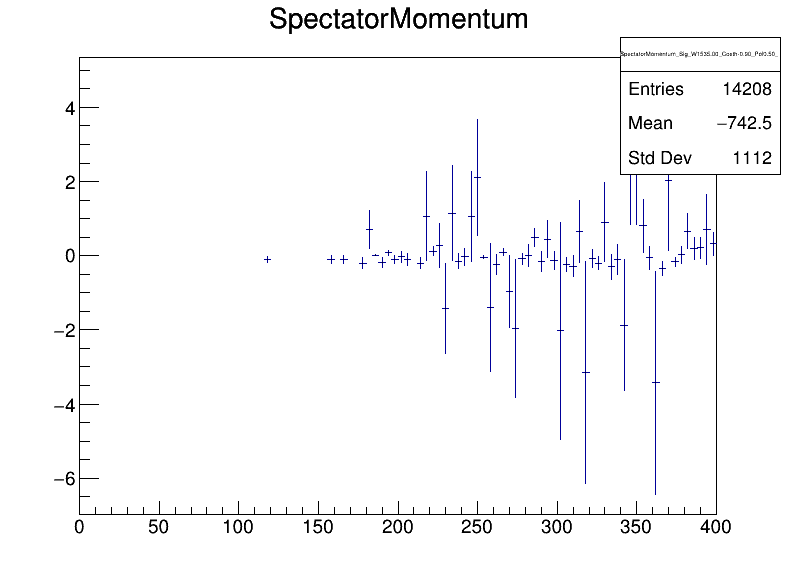 SpectatorMomentum
SpectatorMomentum_Sig_W1535.00_Costh-0.90_Pol0.50_
Entries 14208
Mean −742.5
Std Dev 1112
4
2
0
−2
−4
−6
0 50 100 150 200 250 300 350 400